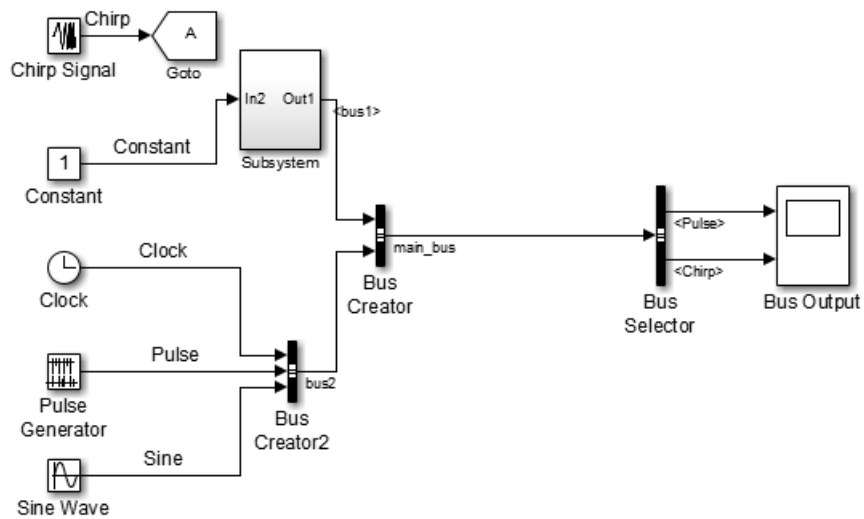 Chirp
A
Chirp Signal
Goto
In2 Out1
<bus1>
Constant
Subsystem
1
Constant
<Pulse>
main_bus
Clock
<Chirp>
Clock
Bus
Creator
Bus
Selector
Bus Output
Pulse
bus2
Pulse
Generator
Bus
Creator2
Sine
Sine Wave